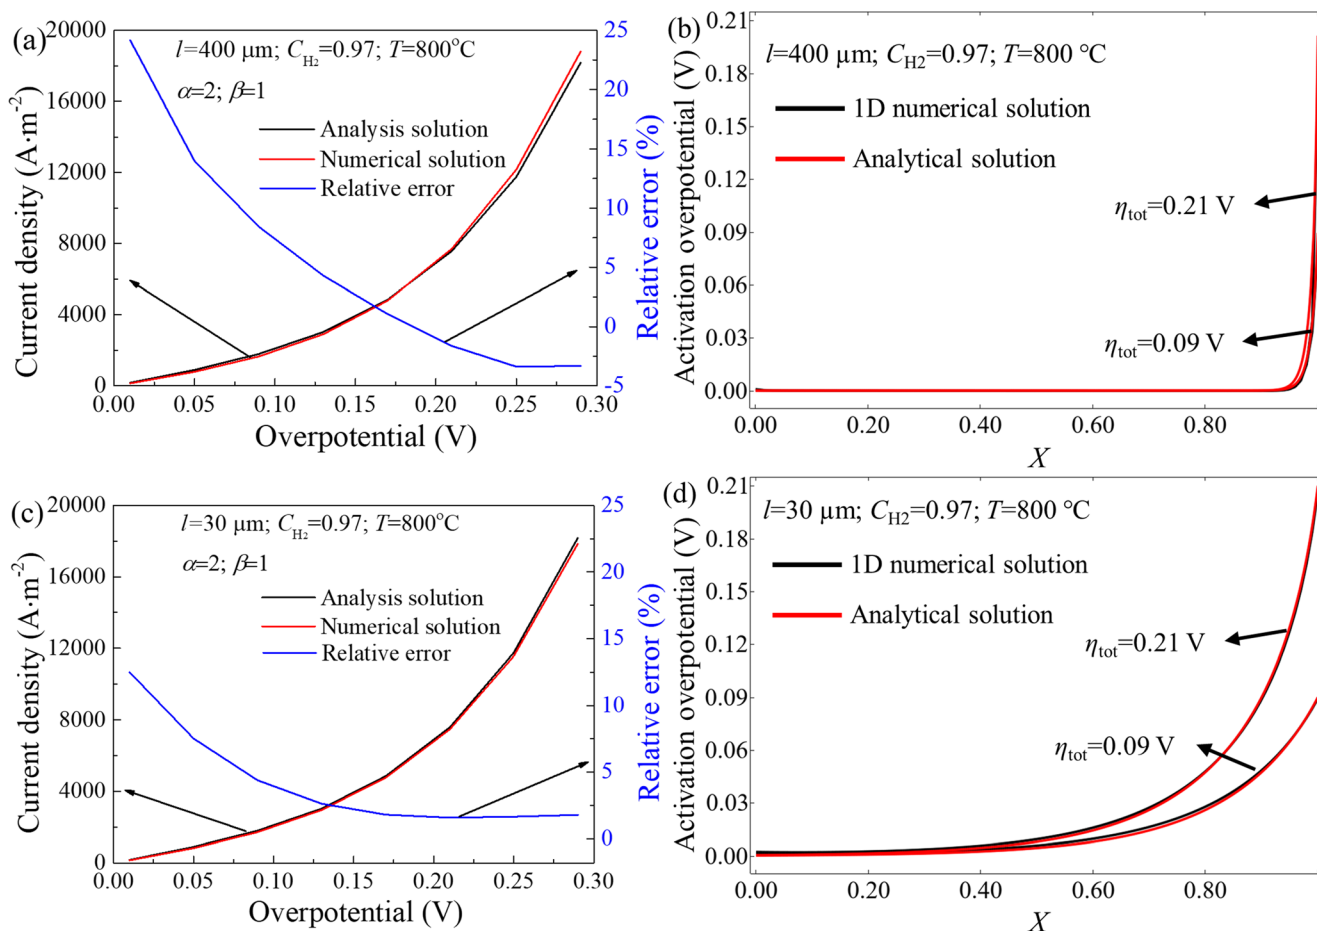 (a)
l=400 µm; C_H₂=0.97; T=800°C
α=2; β=1
Analysis solution
Numerical solution
Relative error
Current density (A·m⁻²)
20000
16000
12000
8000
4000
0
25
20
15
10
5
0
-5
Relative error (%)
0.00 0.05 0.10 0.15 0.20 0.25 0.30
Overpotential (V)
(b)
l=400 µm; C_H2=0.97; T=800 °C
1D numerical solution
Analytical solution
η_tot=0.21 V
η_tot=0.09 V
Activation overpotential (V)
0.21
0.18
0.15
0.12
0.09
0.06
0.03
0.00
0.00 0.20 0.40 0.60 0.80
X
(c)
l=30 µm; C_H₂=0.97; T=800°C
α=2; β=1
Analysis solution
Numerical solution
Relative error
Current density (A·m⁻²)
20000
16000
12000
8000
4000
0
25
20
15
10
5
0
Relative error (%)
0.00 0.05 0.10 0.15 0.20 0.25 0.30
Overpotential (V)
(d)
l=30 µm; C_H2=0.97; T=800 °C
1D numerical solution
Analytical solution
η_tot=0.21 V
η_tot=0.09 V
Activation overpotential (V)
0.21
0.18
0.15
0.12
0.09
0.06
0.03
0.00
0.00 0.20 0.40 0.60 0.80
X